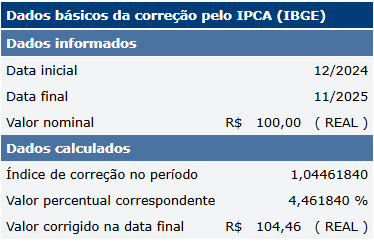 Dados básicos da correção pelo IPCA (IBGE)
Dados informados
Data inicial 12/2024
Data final 11/2025
Valor nominal R$ 100,00 ( REAL )
Dados calculados
Índice de correção no período 1,04461840
Valor percentual correspondente 4,461840 %
Valor corrigido na data final R$ 104,46 ( REAL )